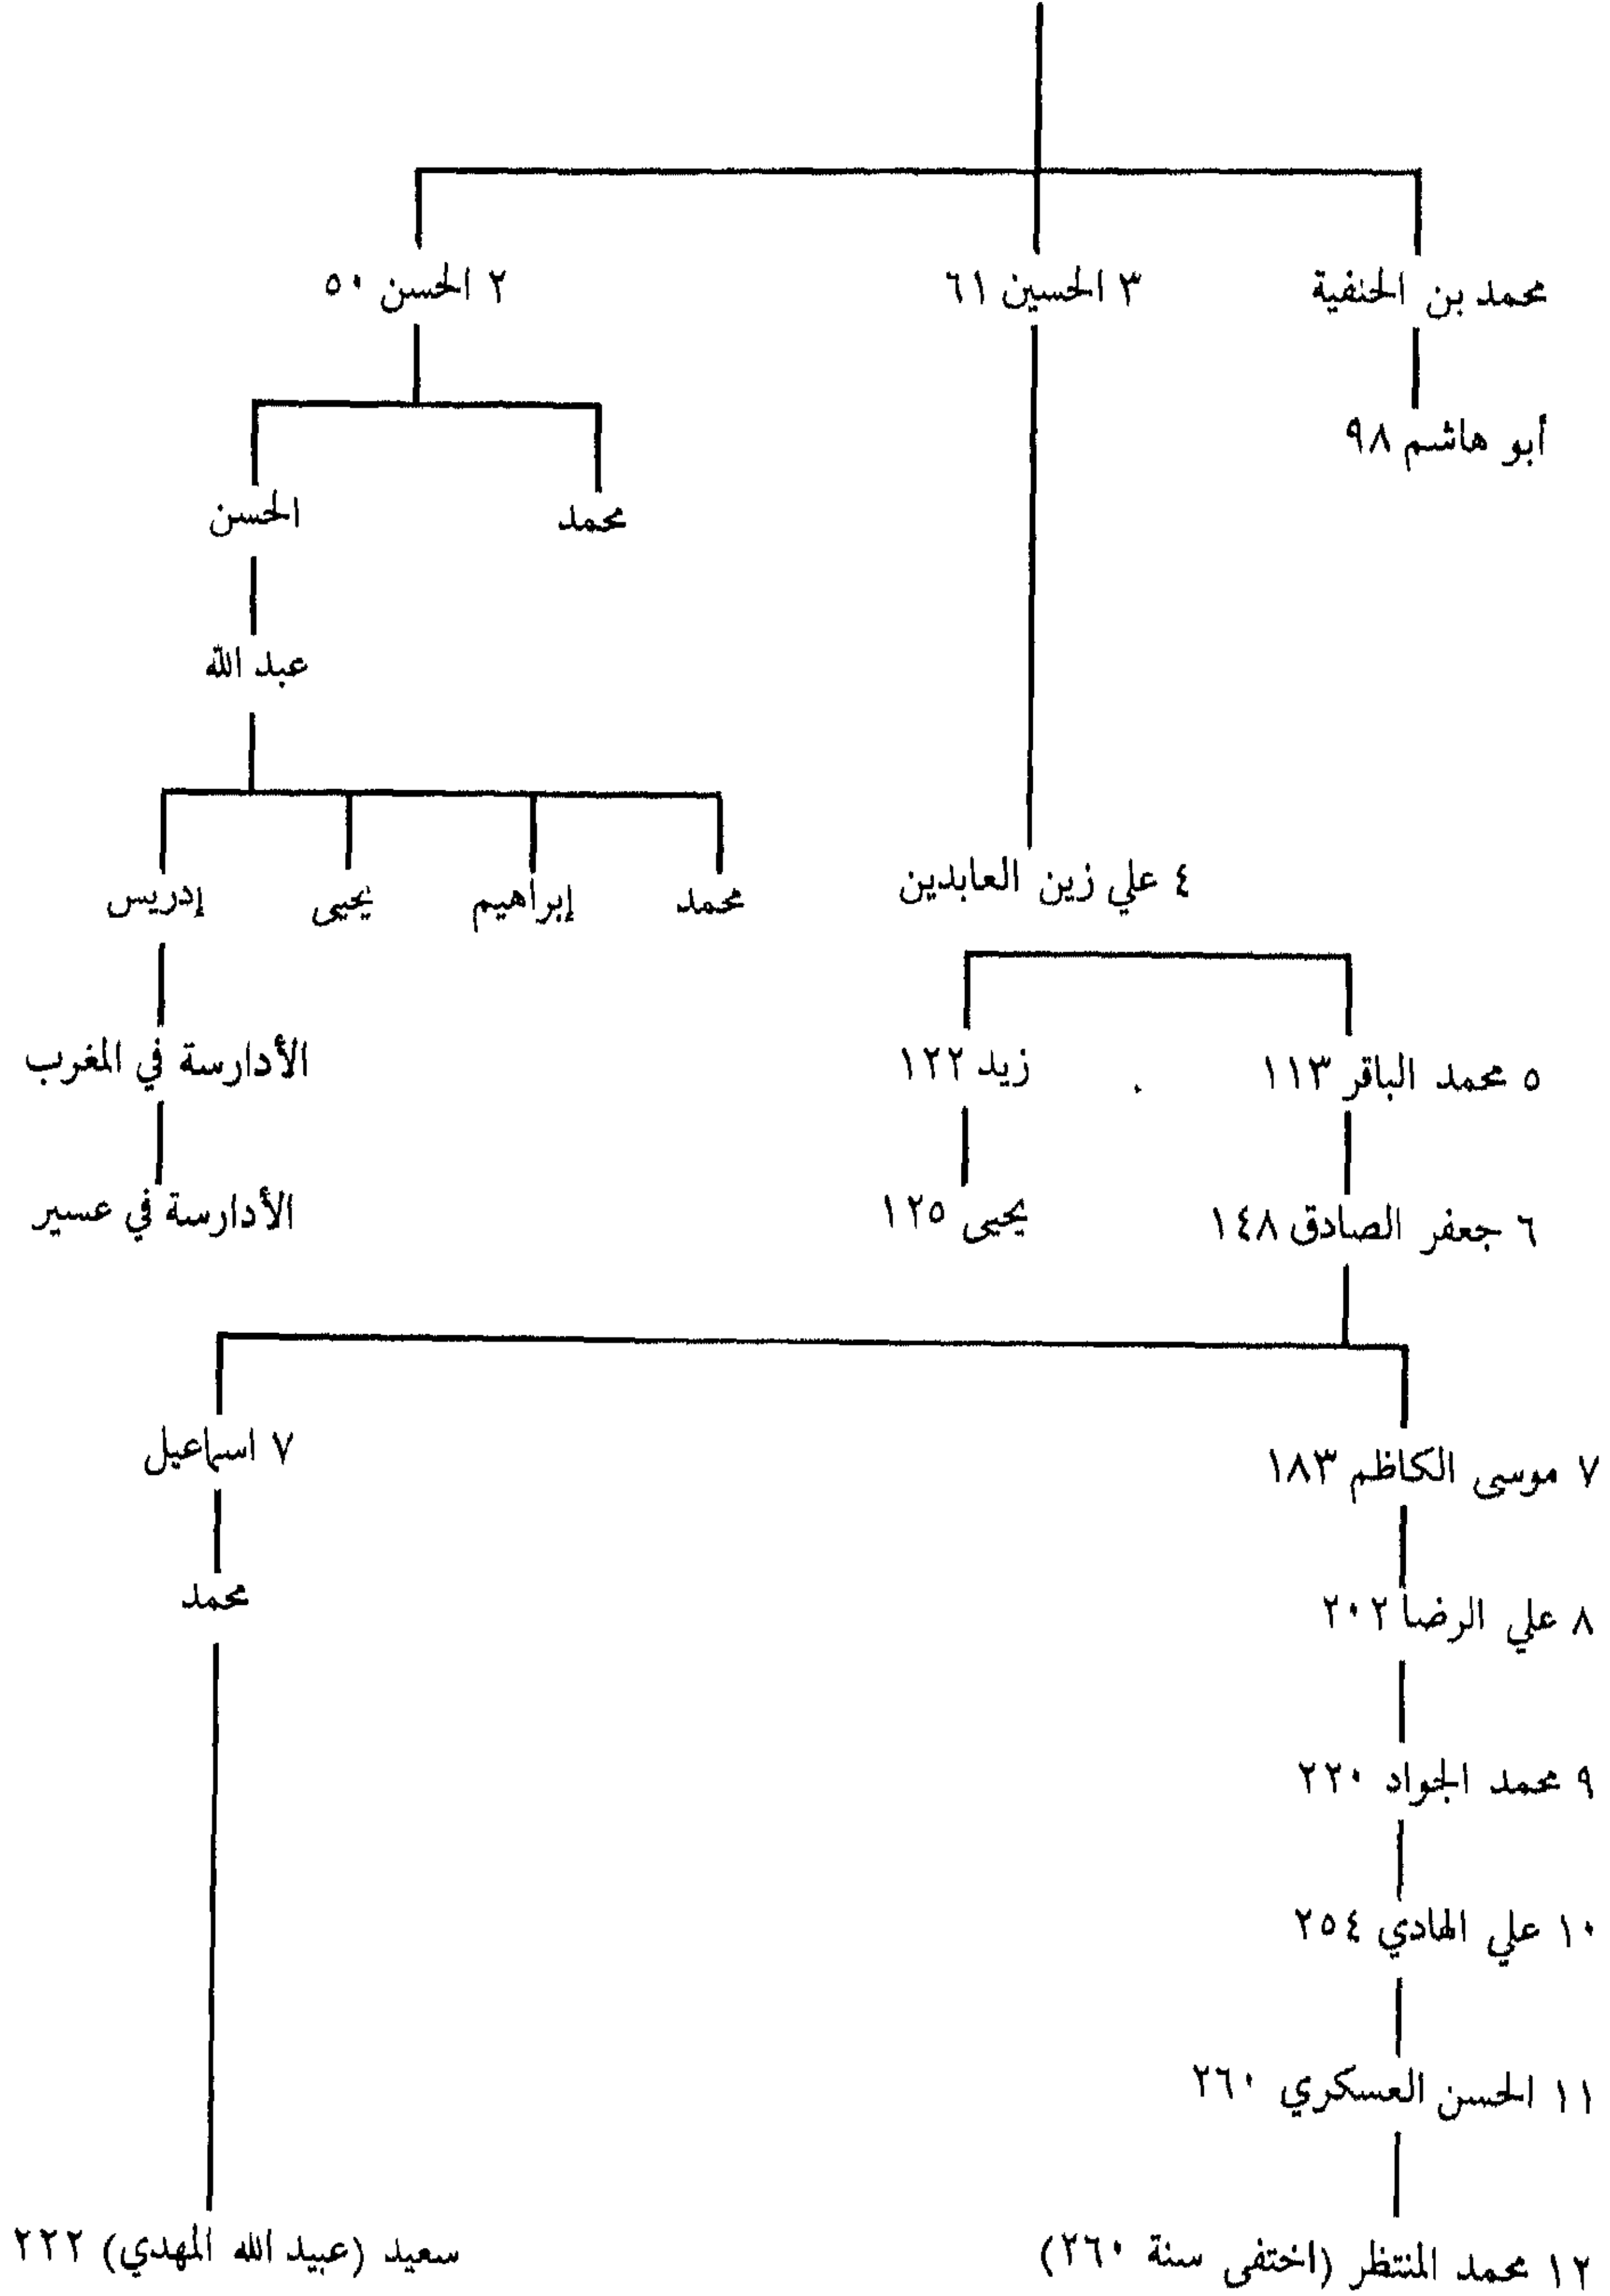 محمد بن الحنفية
٣ الحسين ٦١
٢ الحسن ٥٠
أبو هاشم ٩٨
محمد
الحسن
عبد الله
٤ علي زين العابدين
محمد
إبراهيم
يحيى
إدريس
٥ محمد الباقر ١١٣
زيد ١٢٢
الأدارسة في المغرب
٦ جعفر الصادق ١٤٨
يحيى ١٢٥
الأدارسة في عسير
٧ موسى الكاظم ١٨٣
٧ اسماعيل
محمد
٨ علي الرضا ٢٠٢
٩ محمد الجواد ٢٢٠
١٠ علي الهادي ٢٥٤
١١ الحسن العسكري ٢٦٠
١٢ محمد المنتظر (اختفى سنة ٢٦٠)
سعيد (عبيد الله المهدي) ٢٢٢